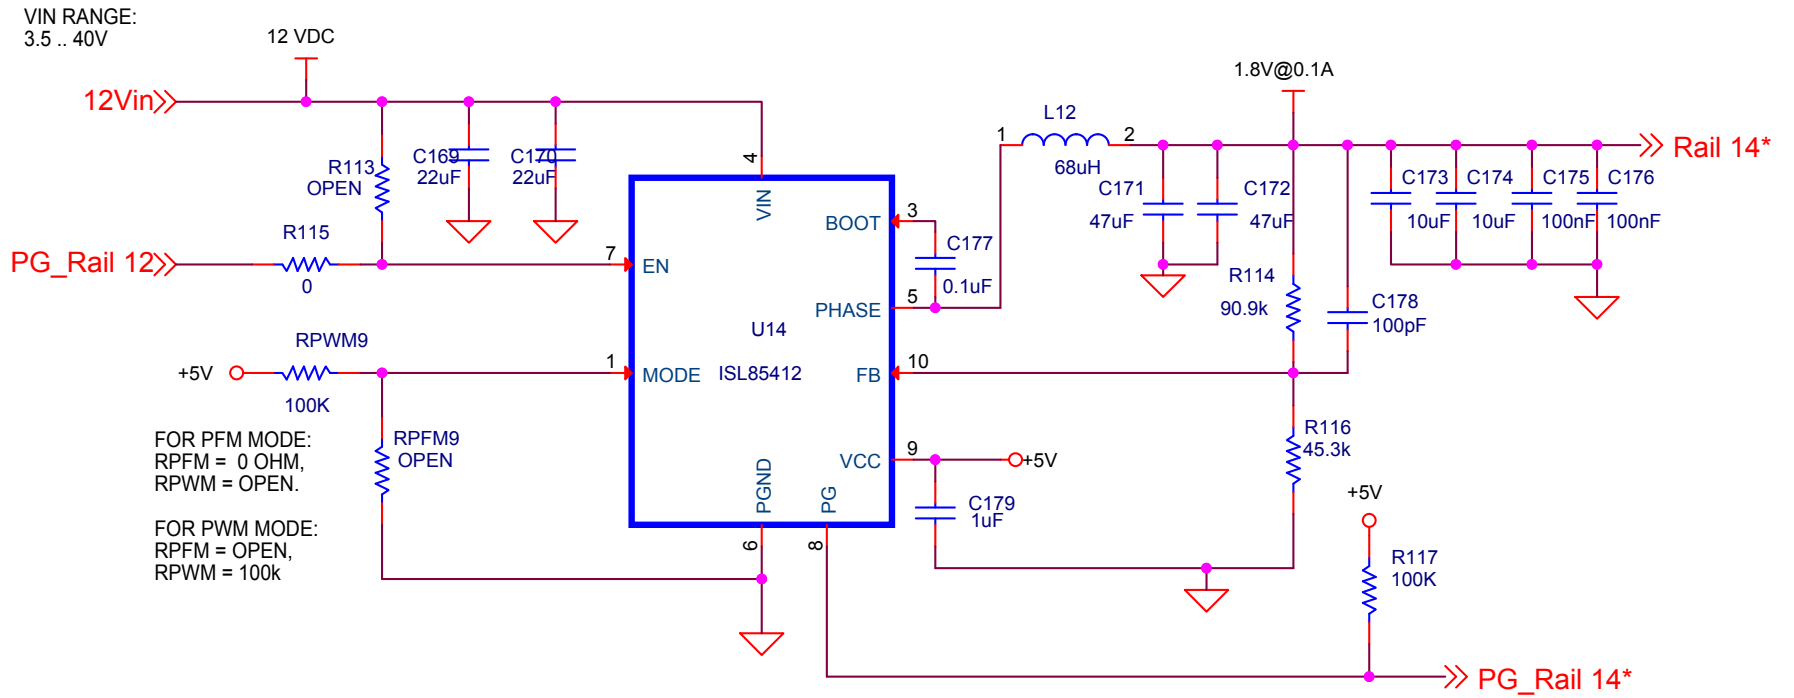 VIN RANGE:
3.5 .. 40V
12 VDC
12Vin
R113
OPEN
C169
22uF
C170
22uF
PG_Rail 12
R115
0
+5V
RPWM9
100K
RPFM9
OPEN
FOR PFM MODE:
RPFM =  0 OHM,
RPWM = OPEN.
FOR PWM MODE:
RPFM = OPEN,
RPWM = 100k
4
VIN
7
EN
1
MODE
U14
ISL85412
BOOT
3
PHASE
5
FB
10
VCC
9
PGND
6
PG
8
C177
0.1uF
1
L12
2
68uH
1.8V@0.1A
C171
47uF
C172
47uF
R114
90.9k
C178
100pF
C173
10uF
C174
10uF
C175
100nF
C176
100nF
Rail 14*
+5V
C179
1uF
R116
45.3k
+5V
R117
100K
PG_Rail 14*